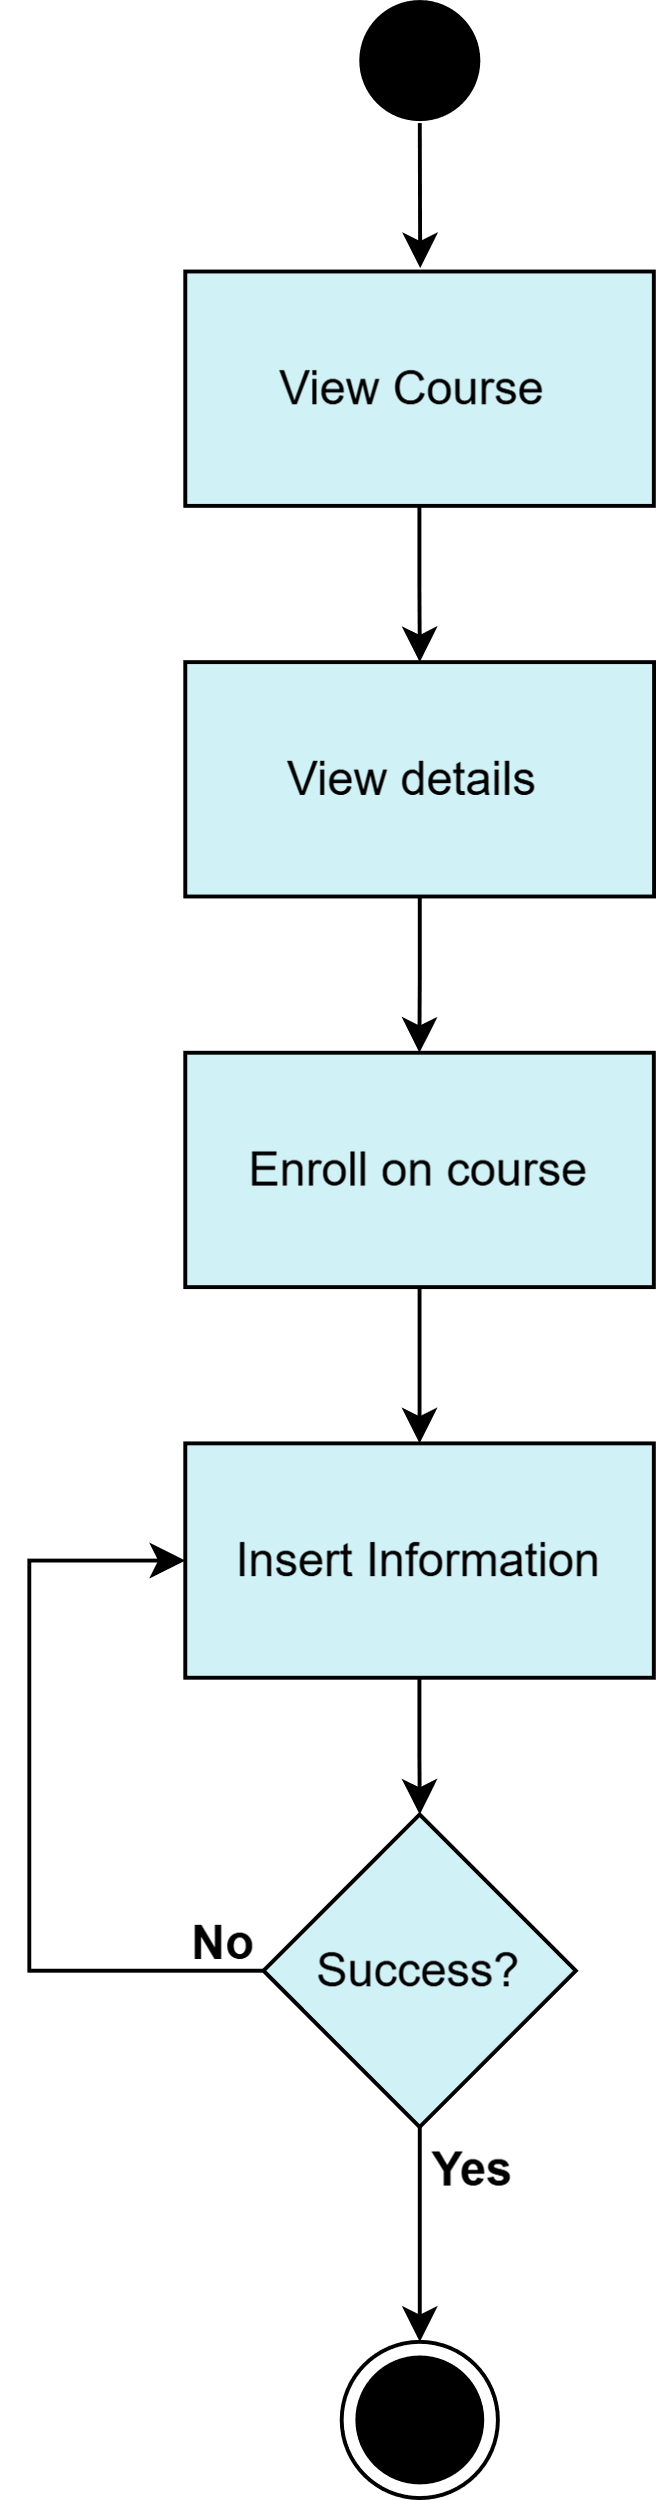 View Course
View details
Enroll on course
Insert Information
No
Success?
Yes